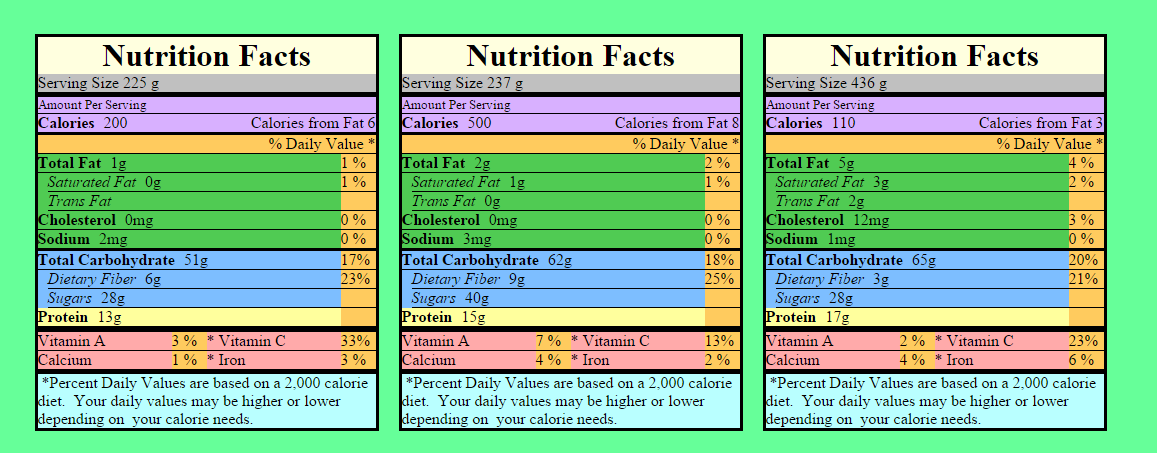 Nutrition Facts
Serving Size 225 g
Amount Per Serving
Calories 200 Calories from Fat 6
% Daily Value *
Total Fat 1g 1 %
Saturated Fat 0g 1 %
Trans Fat
Cholesterol 0mg 0 %
Sodium 2mg 0 %
Total Carbohydrate 51g 17%
Dietary Fiber 6g 23%
Sugars 28g
Protein 13g
Vitamin A 3 % * Vitamin C 33%
Calcium 1 % * Iron 3 %
*Percent Daily Values are based on a 2,000 calorie
diet. Your daily values may be higher or lower
depending on your calorie needs.
Nutrition Facts
Serving Size 237 g
Amount Per Serving
Calories 500 Calories from Fat 8
% Daily Value *
Total Fat 2g 2 %
Saturated Fat 1g 1 %
Trans Fat 0g
Cholesterol 0mg 0 %
Sodium 3mg 0 %
Total Carbohydrate 62g 18%
Dietary Fiber 9g 25%
Sugars 40g
Protein 15g
Vitamin A 7 % * Vitamin C 13%
Calcium 4 % * Iron 2 %
*Percent Daily Values are based on a 2,000 calorie
diet. Your daily values may be higher or lower
depending on your calorie needs.
Nutrition Facts
Serving Size 436 g
Amount Per Serving
Calories 110 Calories from Fat 3
% Daily Value *
Total Fat 5g 4 %
Saturated Fat 3g 2 %
Trans Fat 2g
Cholesterol 12mg 3 %
Sodium 1mg 0 %
Total Carbohydrate 65g 20%
Dietary Fiber 3g 21%
Sugars 28g
Protein 17g
Vitamin A 2 % * Vitamin C 23%
Calcium 4 % * Iron 6 %
*Percent Daily Values are based on a 2,000 calorie
diet. Your daily values may be higher or lower
depending on your calorie needs.